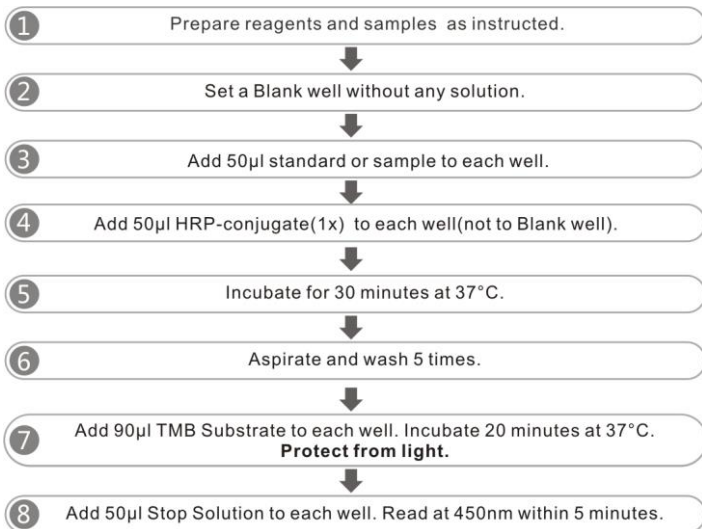 1 Prepare reagents and samples as instructed.
2 Set a Blank well without any solution.
3 Add 50μl standard or sample to each well.
4 Add 50μl HRP-conjugate(1x) to each well(not to Blank well).
5 Incubate for 30 minutes at 37°C.
6 Aspirate and wash 5 times.
7 Add 90μl TMB Substrate to each well. Incubate 20 minutes at 37°C.
Protect from light.
8 Add 50μl Stop Solution to each well. Read at 450nm within 5 minutes.